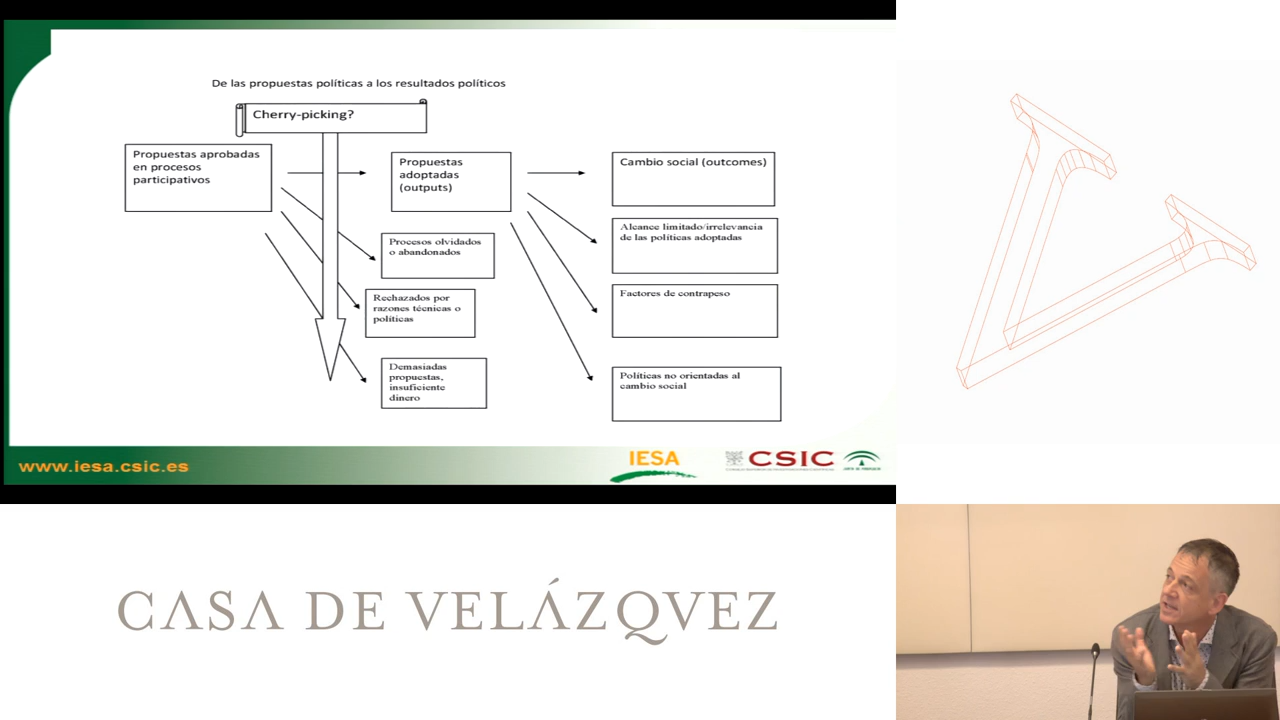 De las propuestas políticas a los resultados políticos
Cherry-picking?
Propuestas aprobadas
en procesos
participativos
Propuestas
adoptadas
(outputs)
Cambio social (outcomes)
Procesos olvidados
o abandonados
Alcance limitado/irrelevancia
de las políticas adoptadas
Rechazados por
razones técnicas o
políticas
Factores de contrapeso
Demasiadas
propuestas,
insuficiente
dinero
Políticas no orientadas al
cambio social
www.iesa.csic.es
IESA
CSIC
CASA DE VELÁZQVEZ